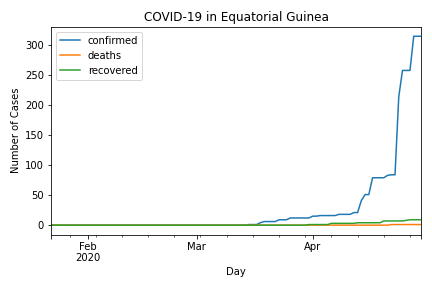 COVID-19 in Equatorial Guinea
confirmed
deaths
recovered
Number of Cases
300
250
200
150
100
50
0
Feb
2020
Mar
Apr
Day